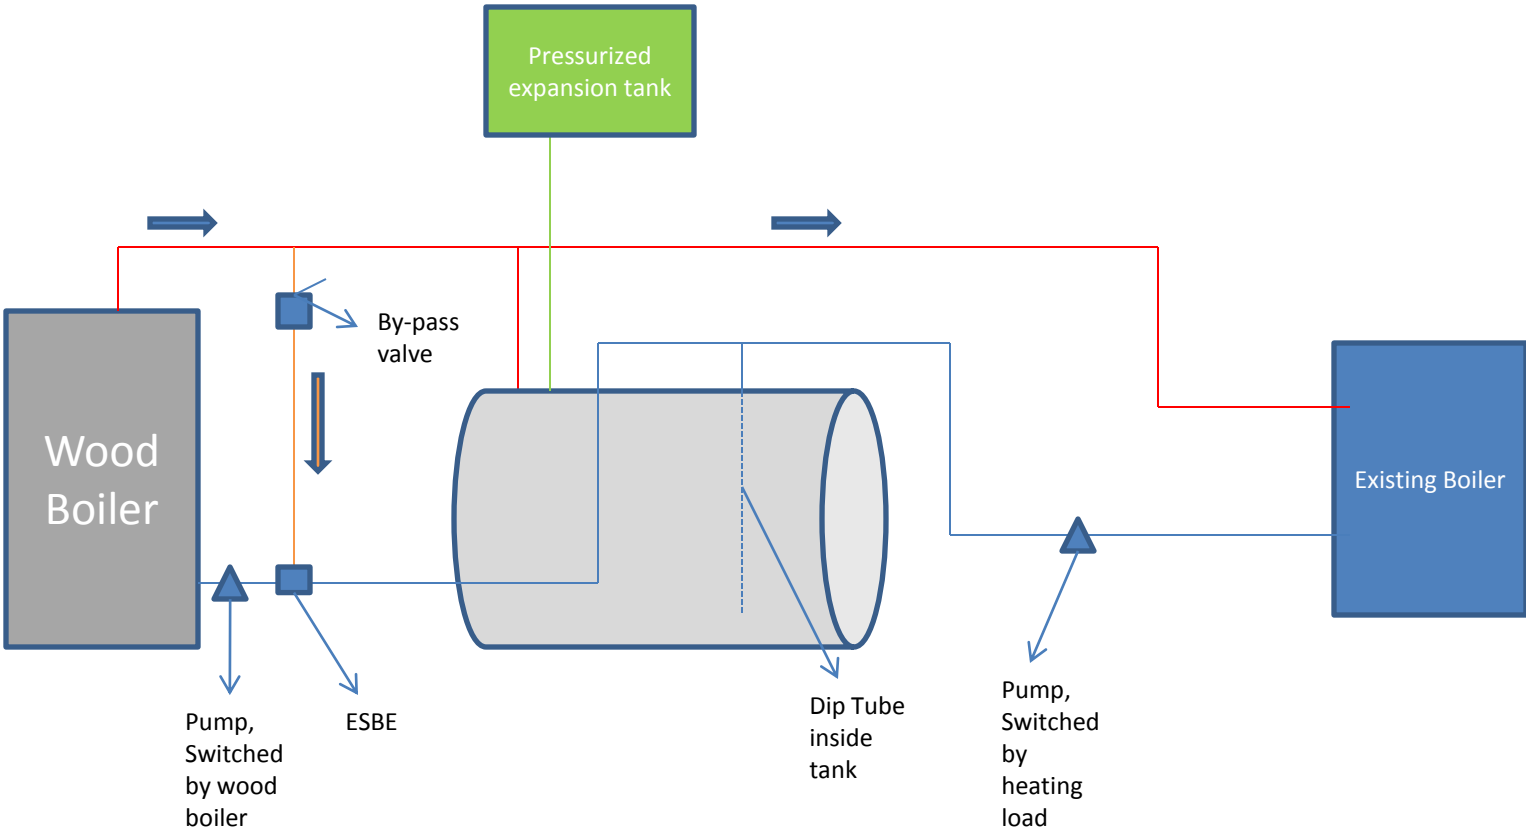 Pressurized
expansion tank
By-pass
valve
Wood
Boiler
Existing Boiler
Pump,
Switched
by wood
boiler
ESBE
Dip Tube
inside
tank
Pump,
Switched
by
heating
load